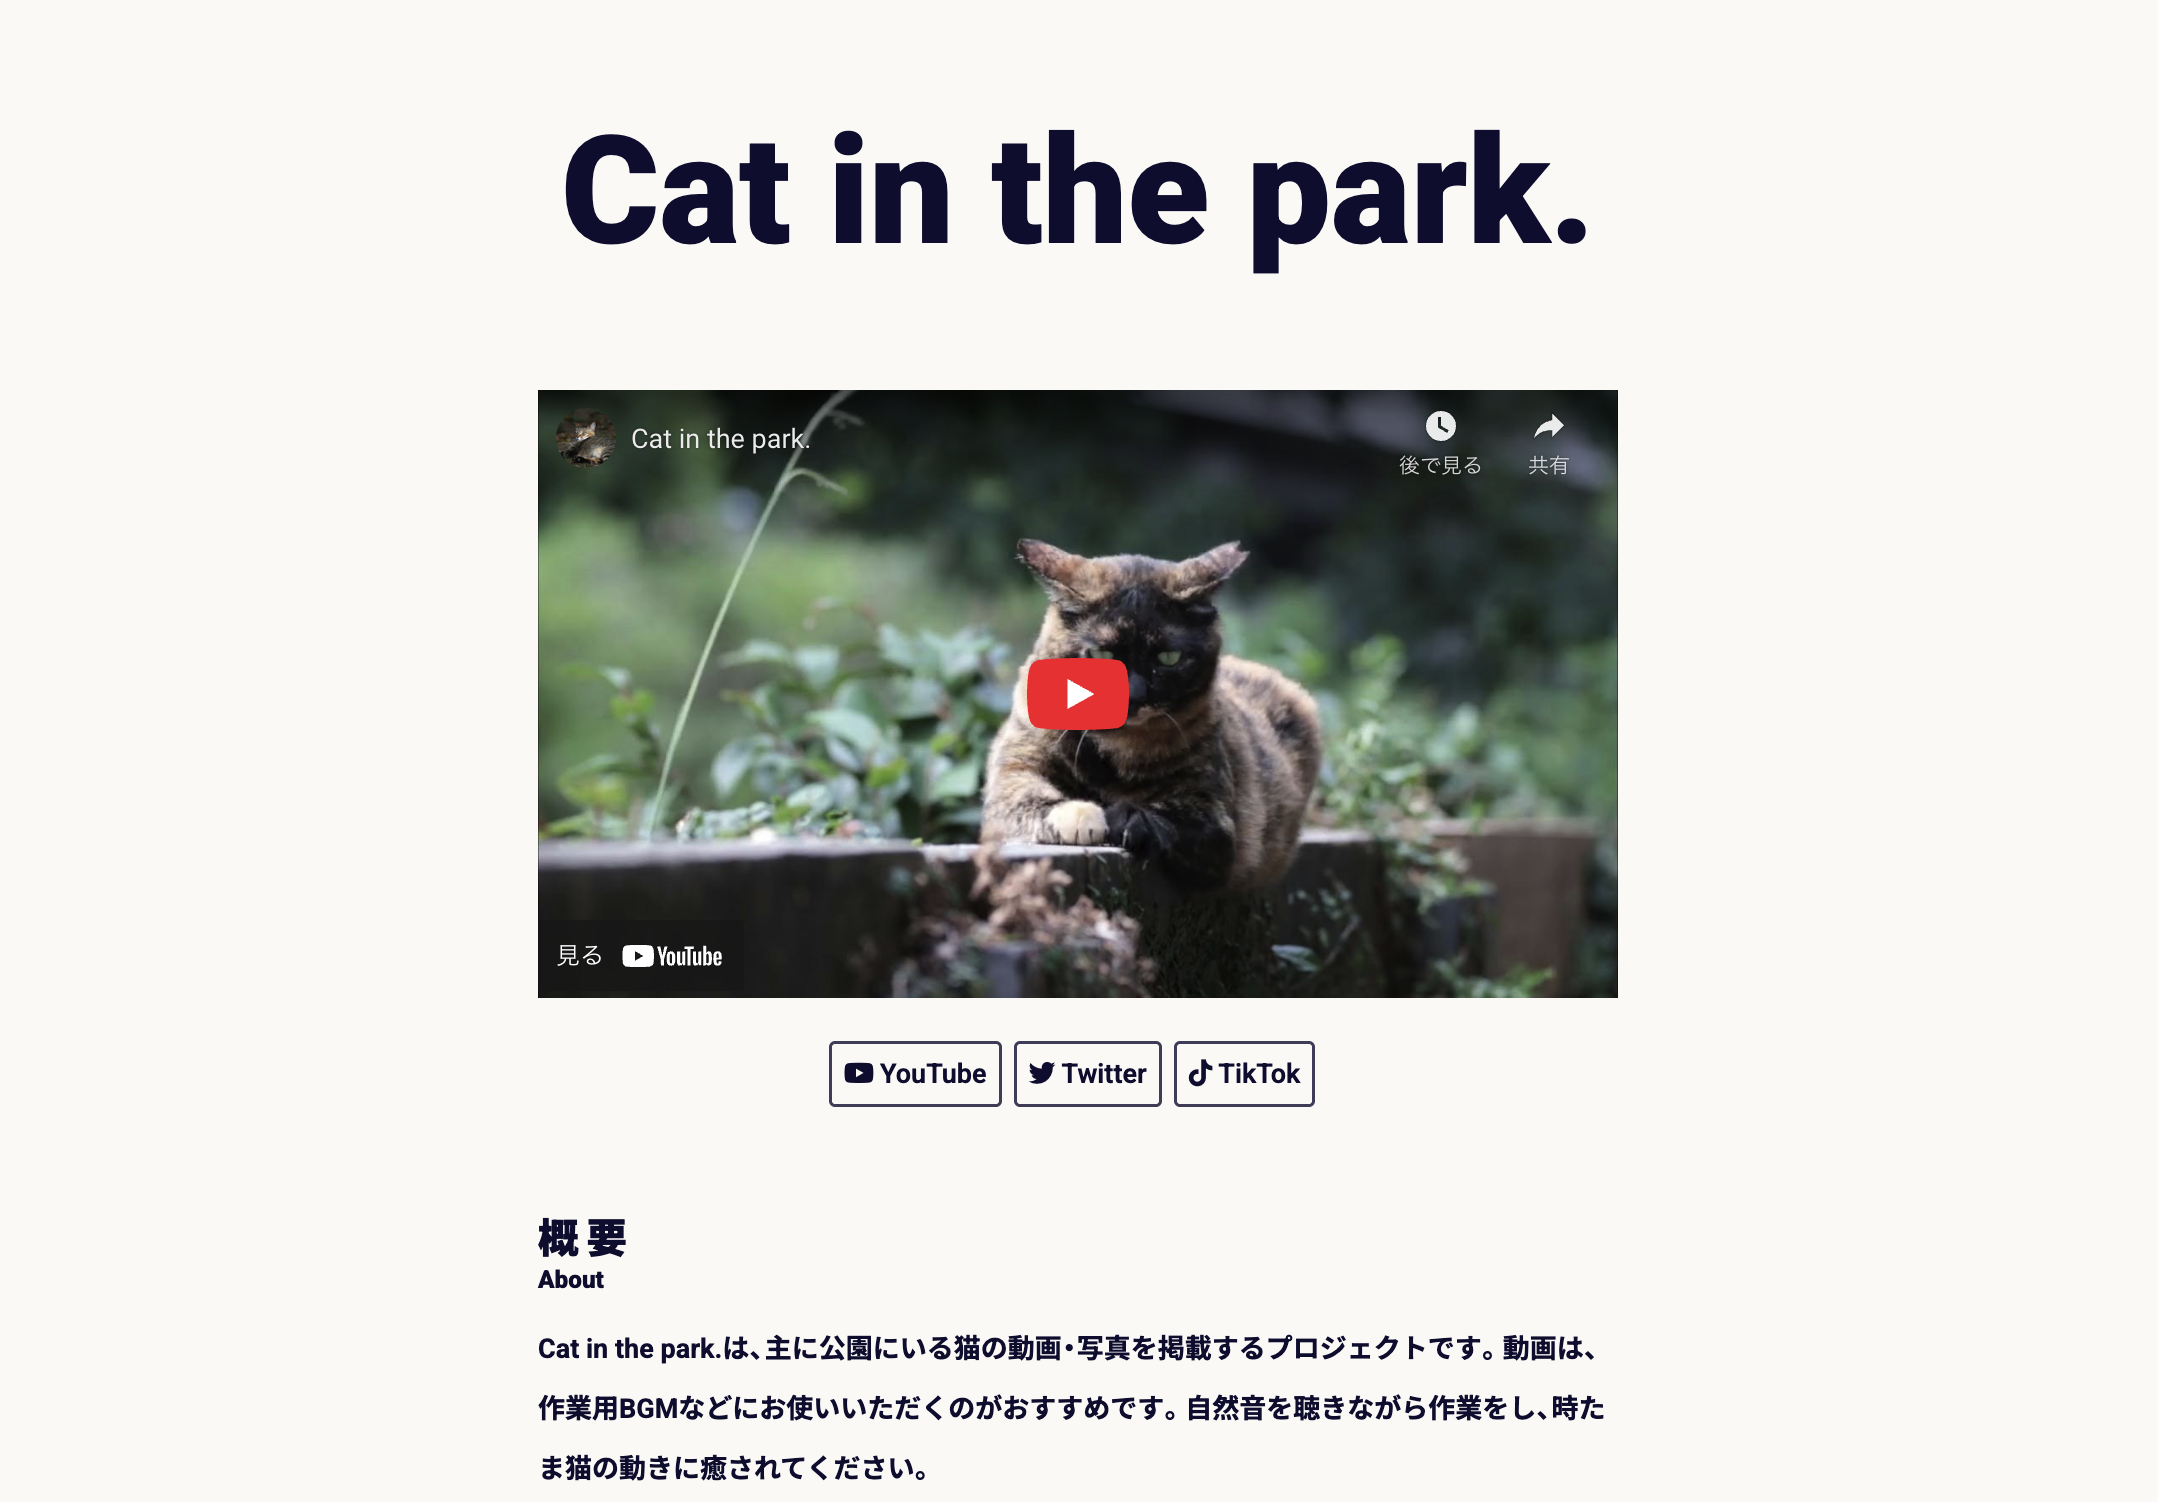 Cat in the park.
Cat in the park.
後で見る
共有
見る YouTube
YouTube Twitter TikTok
概要
About
Cat in the park.は、主に公園にいる猫の動画・写真を掲載するプロジェクトです。動画は、
作業用BGMなどにお使いいただくのがおすすめです。自然音を聴きながら作業をし、時た
ま猫の動きに癒されてください。